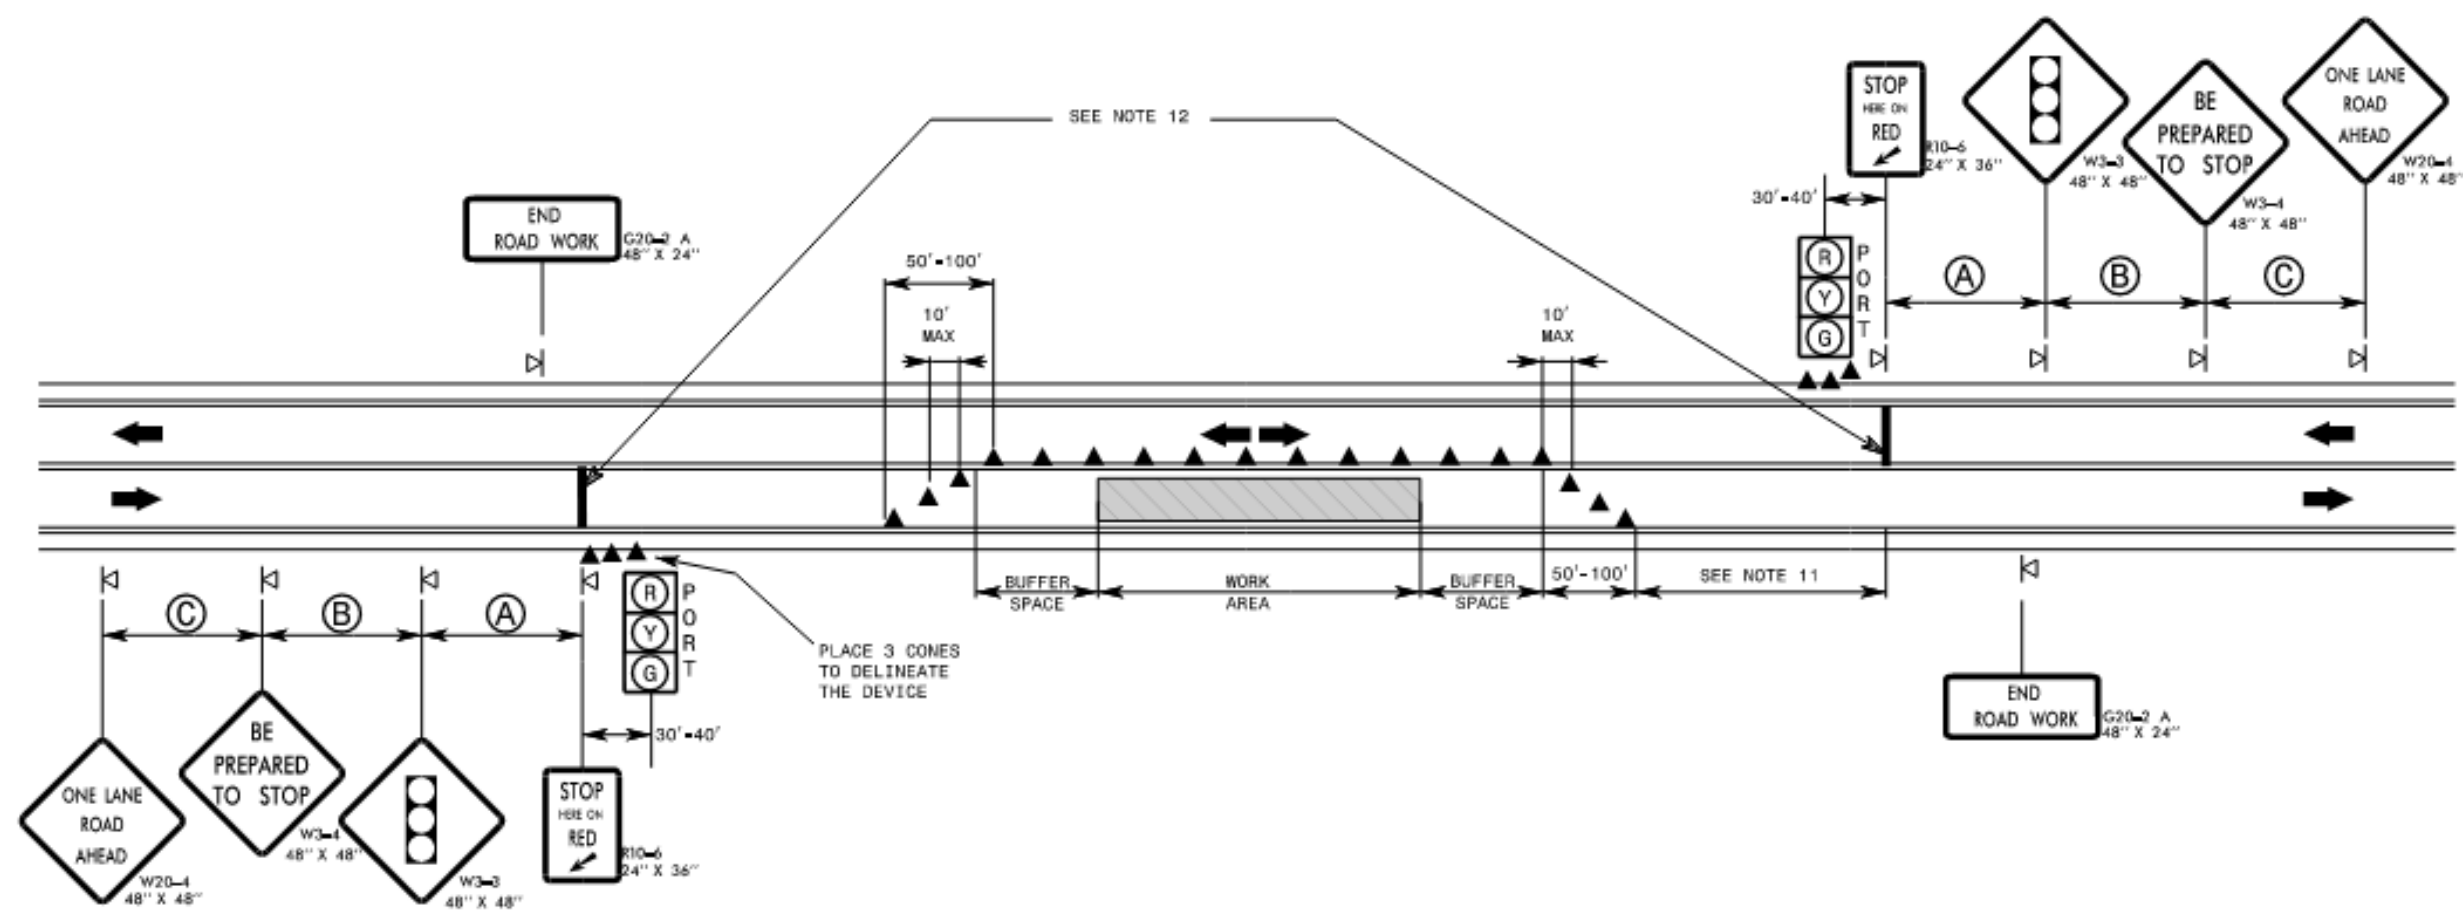 SEE NOTE 12
STOP
HERE ON
RED
R10-6
24" X 36"
W3-3
48" X 48"
BE
PREPARED
TO STOP
W3-4
48" X 48"
ONE LANE
ROAD
AHEAD
W20-4
48" X 48"
30'-40'
R
Y
G
P
O
R
T
A
B
C
END
ROAD WORK
G20-2 A
48" X 24"
50'-100'
10'
MAX
10'
MAX
BUFFER
SPACE
WORK
AREA
BUFFER
SPACE
50'-100'
SEE NOTE 11
C
B
A
R
Y
G
P
O
R
T
PLACE 3 CONES
TO DELINEATE
THE DEVICE
30'-40'
ONE LANE
ROAD
AHEAD
W20-4
48" X 48"
BE
PREPARED
TO STOP
W3-4
48" X 48"
W3-3
48" X 48"
STOP
HERE ON
RED
R10-6
24" X 36"
END
ROAD WORK
G20-2 A
48" X 24"